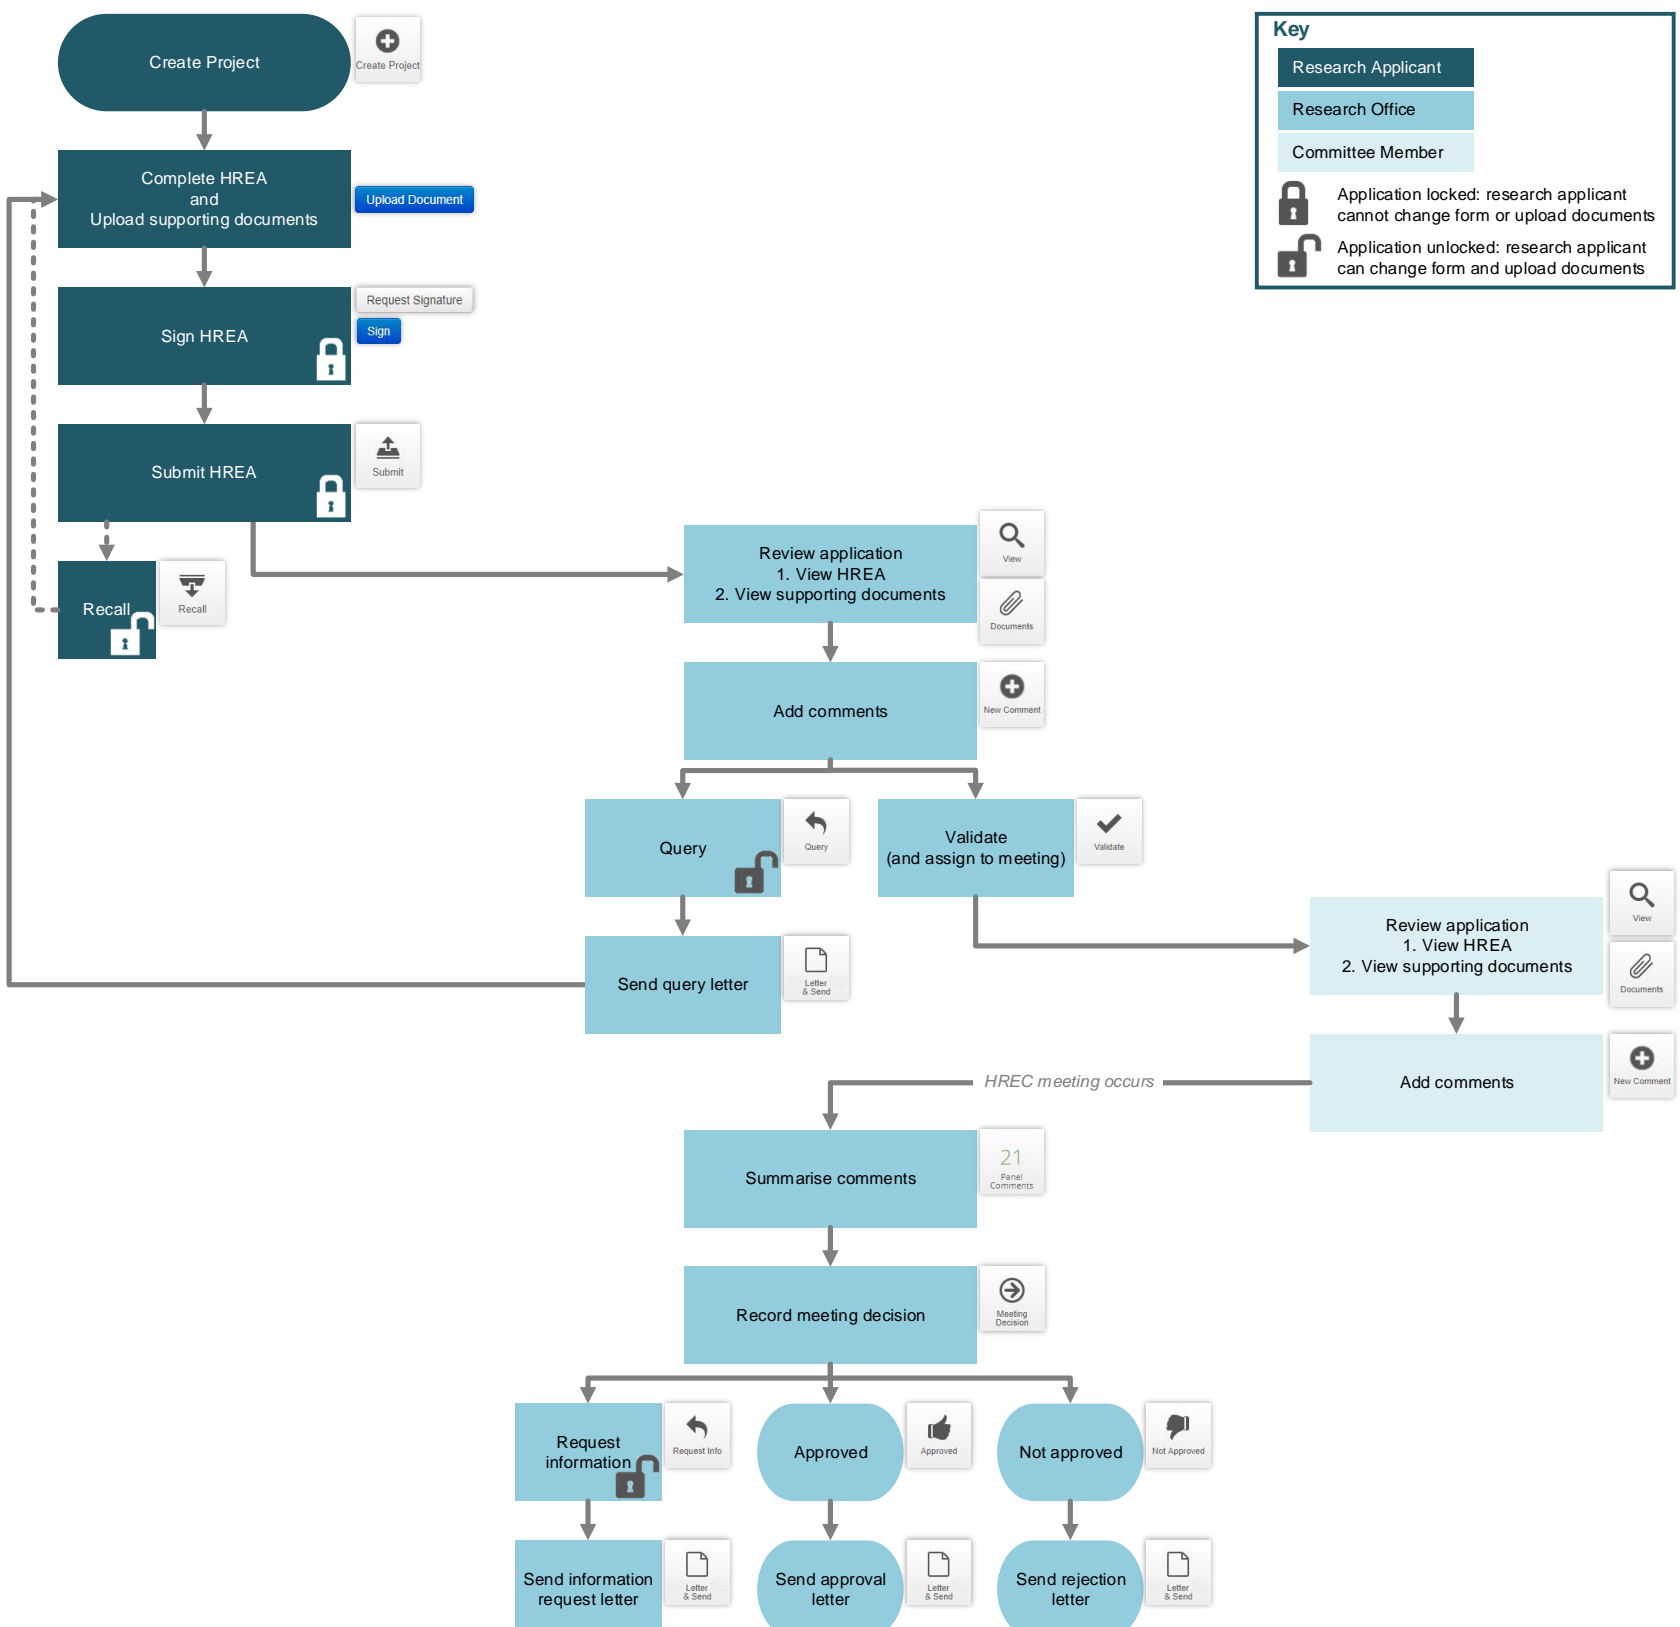 Create Project
Create Project
Key
Research Applicant
Research Office
Committee Member
Application locked: research applicant
cannot change form or upload documents
Application unlocked: research applicant
can change form and upload documents
Complete HREA
and
Upload supporting documents
Upload Document
Sign HREA
Request Signature
Sign
Submit HREA
Submit
Recall
Recall
Review application
1. View HREA
2. View supporting documents
View
Documents
Add comments
New Comment
Query
Query
Validate
(and assign to meeting)
Validate
Send query letter
Letter
& Send
Review application
1. View HREA
2. View supporting documents
View
Documents
Add comments
New Comment
HREC meeting occurs
Summarise comments
21
Panel
Comments
Record meeting decision
Meeting
Decision
Request
information
Request Info
Approved
Approved
Not approved
Not Approved
Send information
request letter
Letter
& Send
Send approval
letter
Letter
& Send
Send rejection
letter
Letter
& Send